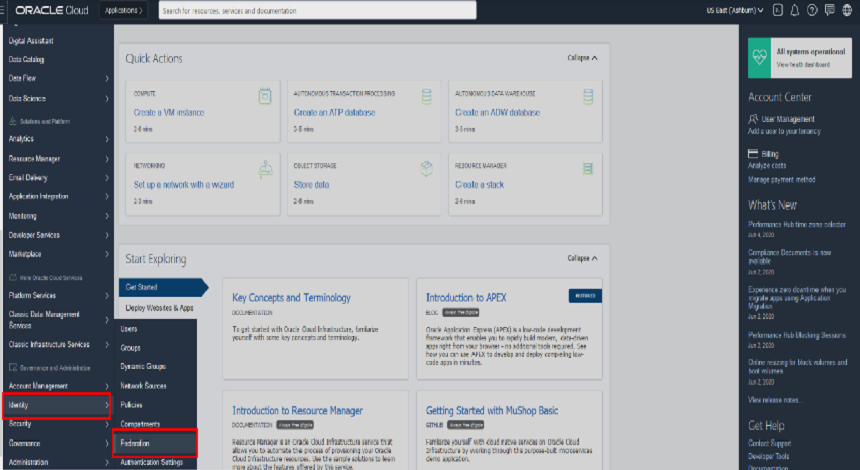 ORACLE Cloud
Applications >
Search for resources, services and documentation
US East (Ashburn)
Digital Assistant
Data Catalog
Data Flow
Data Science
Solutions and Platform
Analytics
Resource Manager
Email Delivery
Application Integration
Monitoring
Developer Services
Marketplace
More Oracle Cloud Services
Platform Services
Classic Data Management
Services
Classic Infrastructure Services
Governance and Administration
Account Management
Identity
Security
Governance
Administration
Users
Groups
Dynamic Groups
Network Sources
Policies
Compartments
Federation
Authentication Settings
Quick Actions
Collapse
COMPUTE
Create a VM instance
2-6 mins
AUTONOMOUS TRANSACTION PROCESSING
Create an ATP database
3-5 mins
AUTONOMOUS DATA WAREHOUSE
Create an ADW database
3-5 mins
NETWORKING
Set up a network with a wizard
2-3 mins
OBJECT STORAGE
Store data
2-6 mins
RESOURCE MANAGER
Create a stack
2-6 mins
Start Exploring
Collapse
Get Started
Deploy Websites & Apps
Key Concepts and Terminology
DOCUMENTATION
To get started with Oracle Cloud Infrastructure, familiarize
yourself with some key concepts and terminology.
Introduction to APEX
FEATURED
BLOG Always Free Eligible
Oracle Application Express (APEX) is a low-code development
framework that enables you to rapidly build modern, data-driven
apps right from your browser - no additional tools required. See
how you can use APEX to develop and deploy compelling low-
code apps in minutes.
Introduction to Resource Manager
DOCUMENTATION Always Free Eligible
Resource Manager is an Oracle Cloud Infrastructure service that
allows you to automate the process of provisioning your Oracle
Cloud Infrastructure resources. Use the sample solutions to learn
more about the features offered by this service.
Getting Started with MuShop Basic
GITHUB Always Free Eligible
Familiarize yourself with cloud native services on Oracle Cloud
Infrastructure by working through the purpose-built microservices
demo application.
All systems operational
View health dashboard
Account Center
User Management
Add a user to your tenancy
Billing
Analyze costs
Manage payment method
What's New
Performance Hub time zone selector
Jun 4, 2020
Compliance Documents is now
available
Jun 2, 2020
Experience zero downtime when you
migrate apps using Application
Migration
Jun 2, 2020
Performance Hub Blocking Sessions
Jun 2, 2020
Online resizing for block volumes and
boot volumes
Jun 2, 2020
View release notes...
Get Help
Contact Support
Developer Tools
Documentation